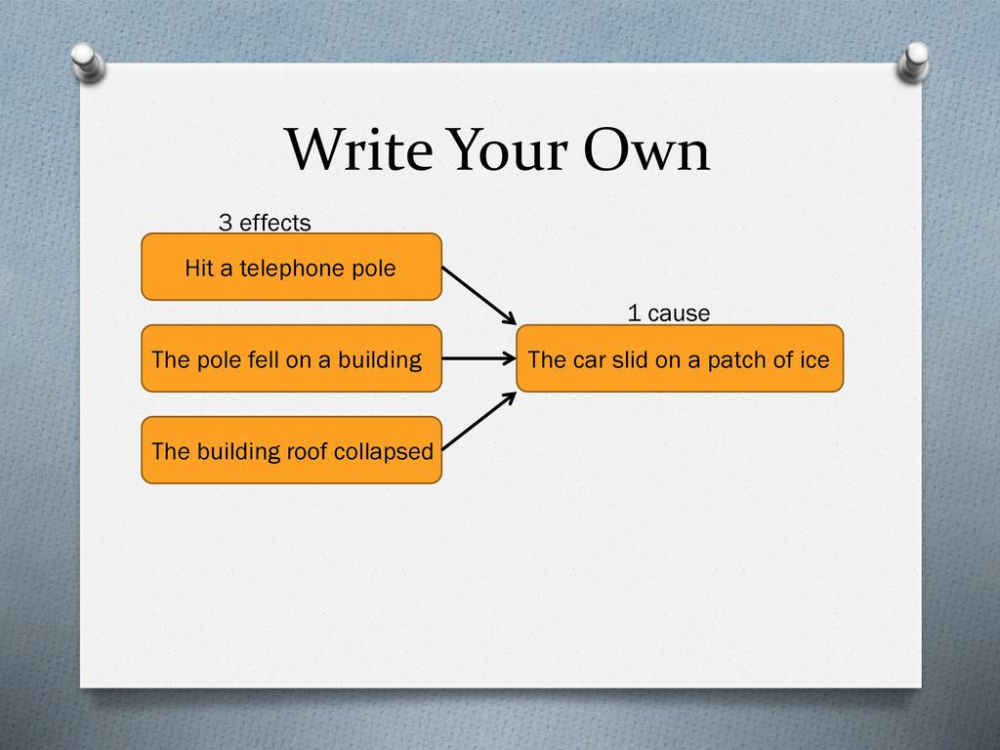 Write Your Own
3 effects
Hit a telephone pole
1 cause
The pole fell on a building
The car slid on a patch of ice
The building roof collapsed